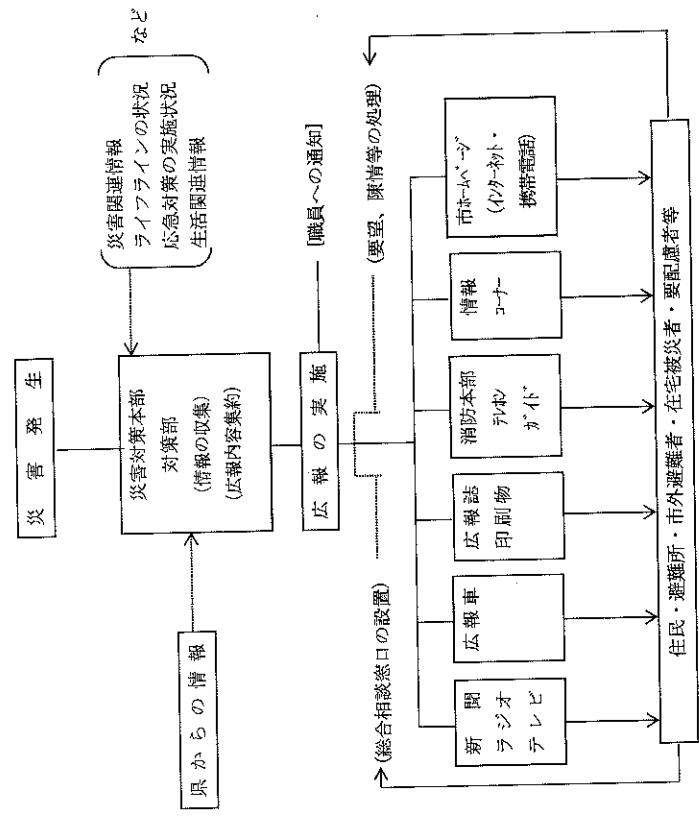 災害発生
災害関連情報
ライフラインの状況
応急対策の実施状況
生活関連情報
など
県からの情報
災害対策本部
対策部
(情報の収集)
(広報内容集約)
広報の実施
[職員への通知]
(総合相談窓口の設置)
(要望、陳情等の処理)
新聞
ラジオ
テレビ
広報車
広報誌
印刷物
消防本部
テレホン
ガイド
情報
コーナー
市ホームページ
(インターネット・
携帯電話)
住民・避難所・市外避難者・在宅被災者・要配慮者等